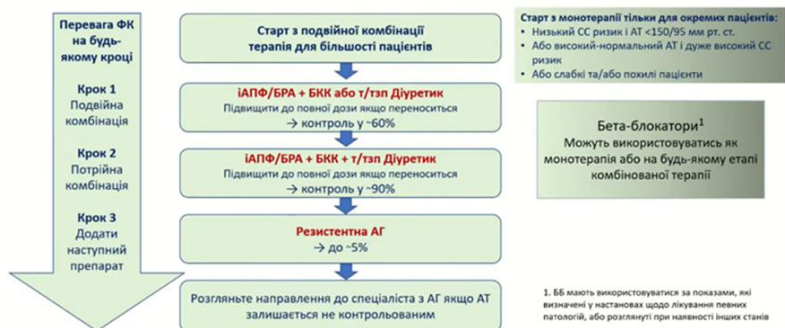 Перевага ФК
на будь-
якому кроці
Крок 1
Подвійна
комбінація
Крок 2
Потрійна
комбінація
Крок 3
Додати
наступний
препарат
Старт з подвійної комбінації
терапія для більшості пацієнтів
іАПФ/БРА + БКК або т/тзп Діуретик
Підвищити до повної дози якщо переноситься
→ контроль у ~60%
іАПФ/БРА + БКК + т/тзп Діуретик
Підвищити до повної дози якщо переноситься
→ контроль у ~90%
Резистентна АГ
→ до ~5%
Розгляньте направлення до спеціаліста з АГ якщо АТ
залишається не контрольованим
Старт з монотерапії тільки для окремих пацієнтів:
• Низький СС ризик і АТ <150/95 мм рт. ст.
• Або високий-нормальний АТ і дуже високий СС
ризик
• Або слабкі та/або похилі пацієнти
Бета-блокатори1
Можуть використовуватись як
монотерапія або на будь-якому етапі
комбінованої терапії
1. ББ мають використовуватися за показами, які
визначені у настановах щодо лікування певних
патологій, або розглянуті при наявності інших станів